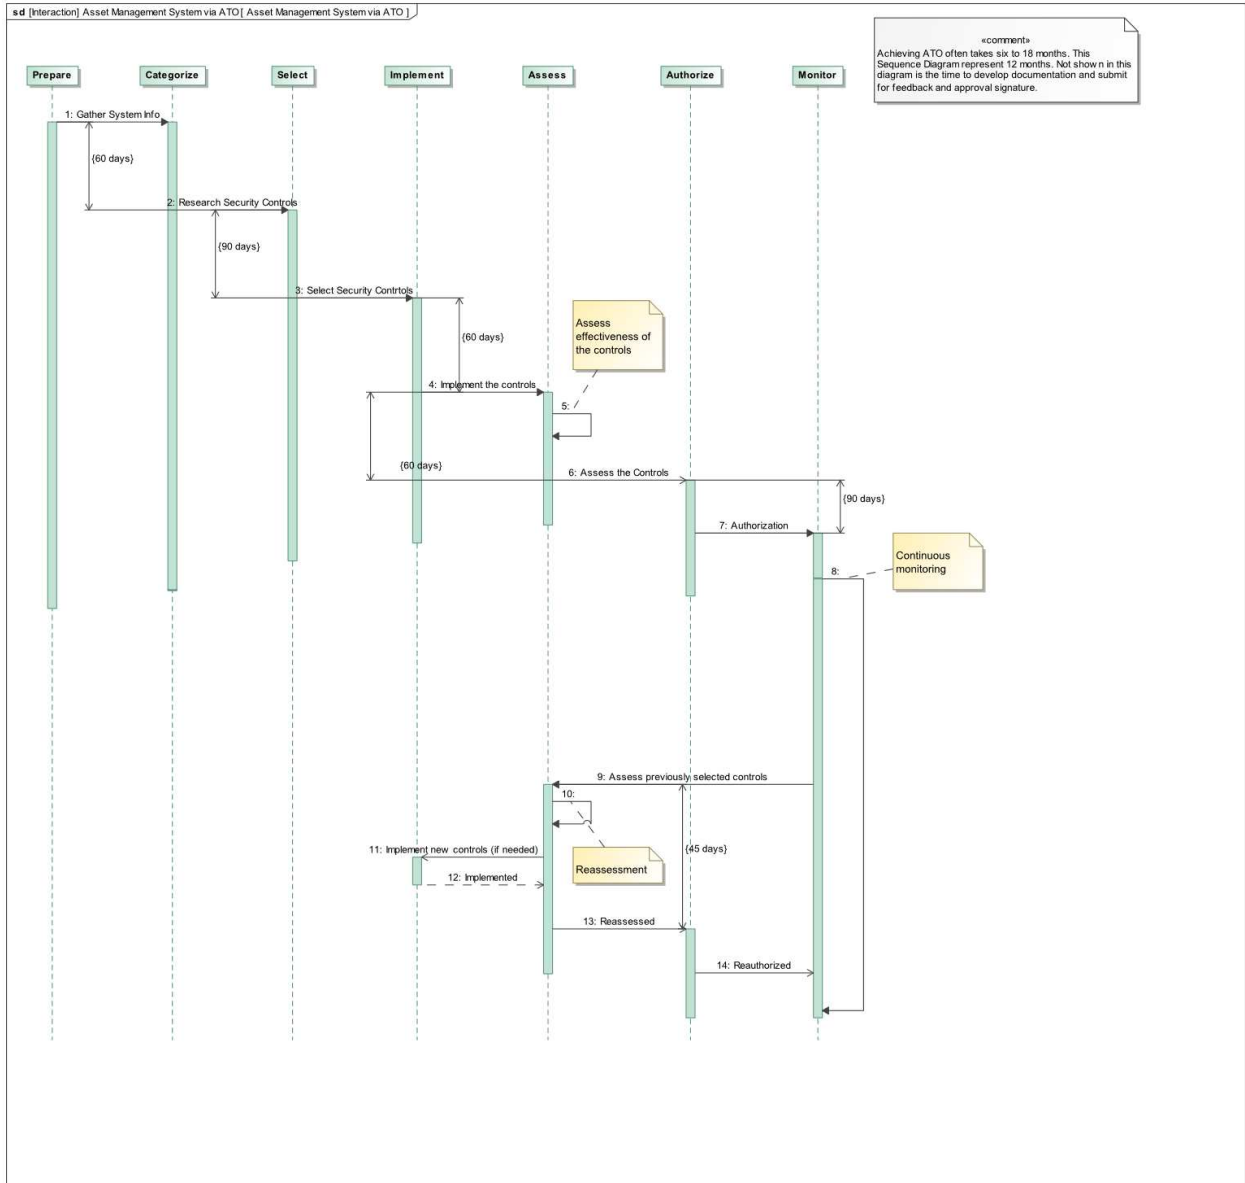 sd [Interaction] Asset Management System via ATO [ Asset Management System via ATO ]
«comment»
Achieving ATO often takes six to 18 months. This
Sequence Diagram represent 12 months. Not shown in this
diagram is the time to develop documentation and submit
for feedback and approval signature.
Prepare
Categorize
Select
Implement
Assess
Authorize
Monitor
1: Gather System Info
{60 days}
2: Research Security Controls
{90 days}
3: Select Security Contrtols
{60 days}
Assess
effectiveness of
the controls
4: Implement the controls
5:
{60 days}
6: Assess the Controls
{90 days}
7: Authorization
Continuous
monitoring
8:
9: Assess previously selected controls
10:
11: Implement new controls (if needed)
{45 days}
Reassessment
12: Implemented
13: Reassessed
14: Reauthorized